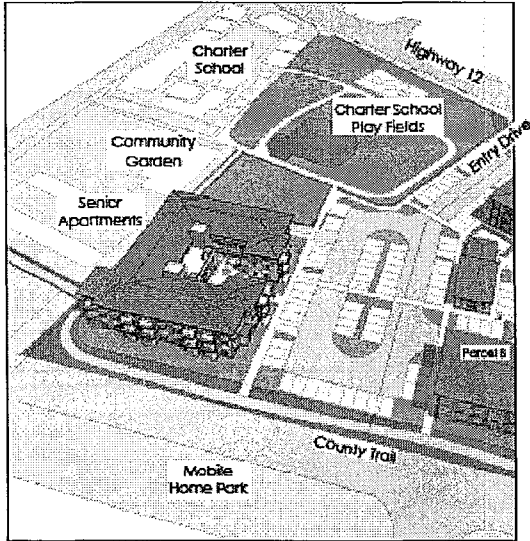 Charter
School
Highway 12
Charter School
Play Fields
Entry Drive
Community
Garden
Senior
Apartments
Parcel B
County Trail
Mobile
Home Park